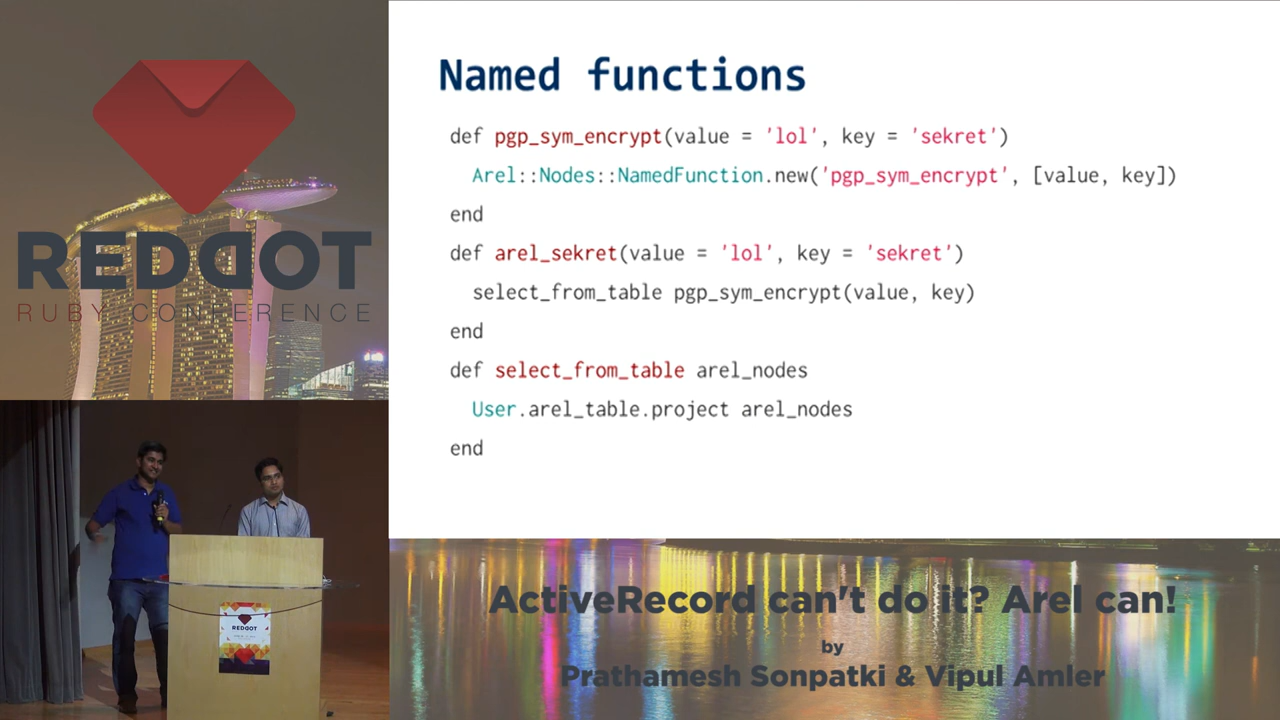 REDDOT
RUBY CONFERENCE
Named functions
def pgp_sym_encrypt(value = 'lol', key = 'sekret')
Arel::Nodes::NamedFunction.new('pgp_sym_encrypt', [value, key])
end
def arel_sekret(value = 'lol', key = 'sekret')
select_from_table pgp_sym_encrypt(value, key)
end
def select_from_table arel_nodes
User.arel_table.project arel_nodes
end
REDDOT
ActiveRecord can't do it? Arel can!
by
Prathamesh Sonpatki & Vipul Amler